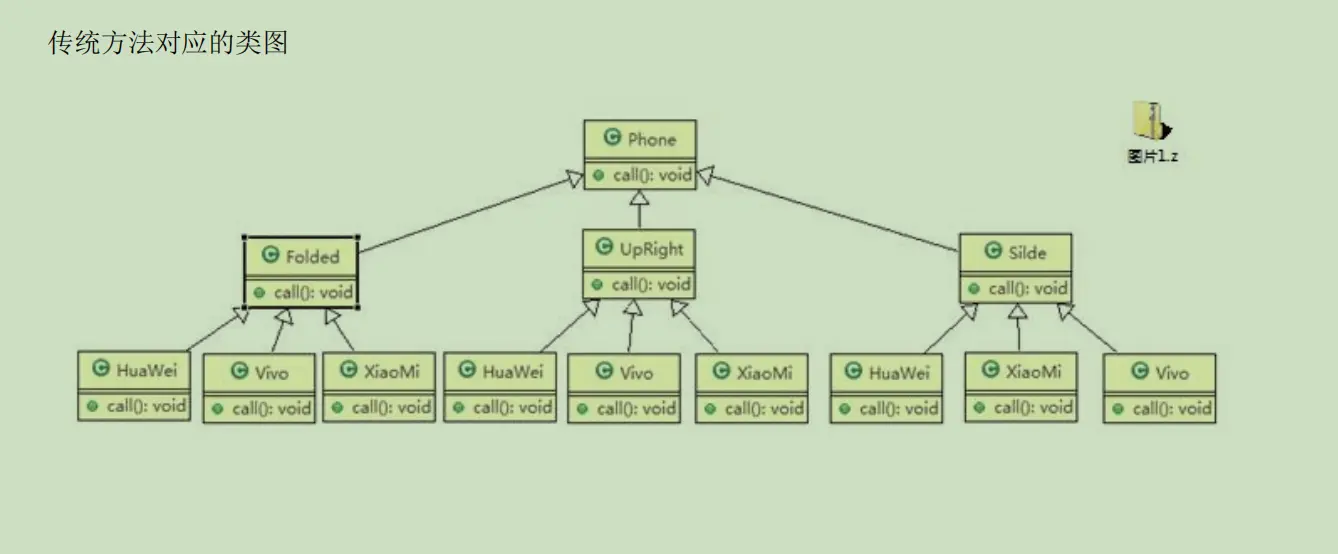 传统方法对应的类图
图片1.z
Phone
call(): void
Folded
call(): void
UpRight
call(): void
Silde
call(): void
HuaWei
call(): void
Vivo
call(): void
XiaoMi
call(): void
HuaWei
call(): void
Vivo
call(): void
XiaoMi
call(): void
HuaWei
call(): void
XiaoMi
call(): void
Vivo
call(): void